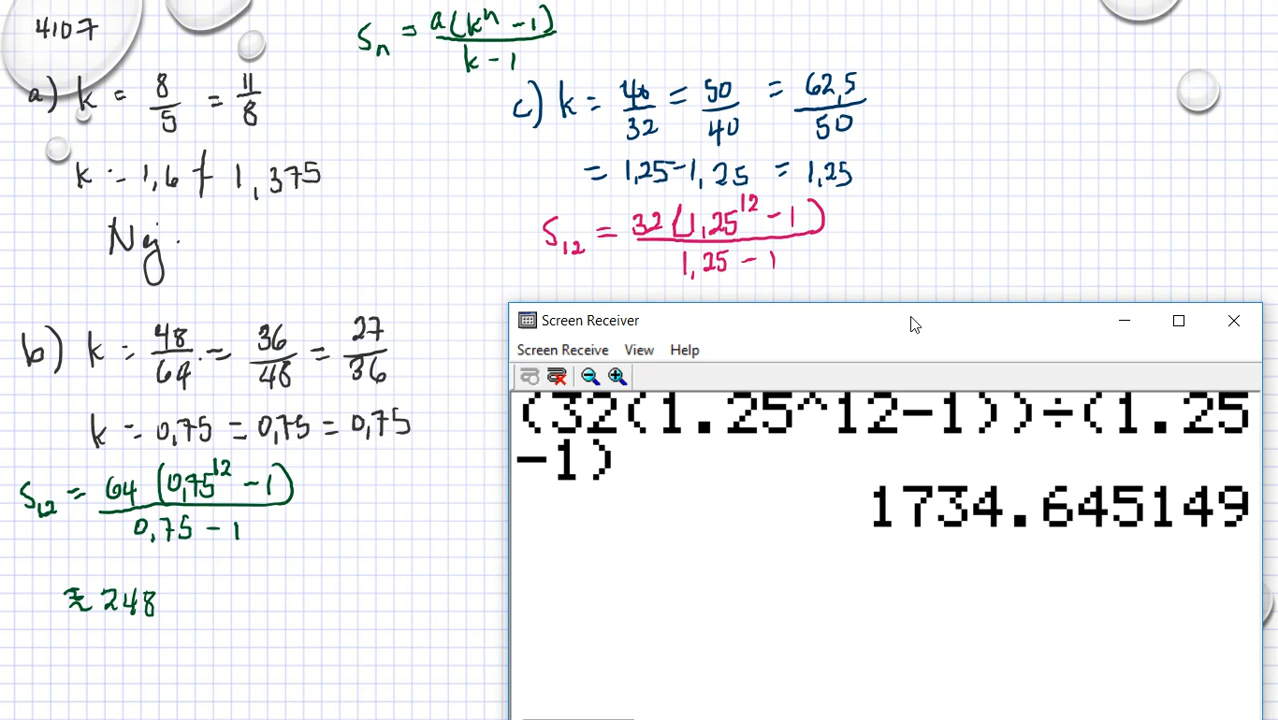 4107
Sn = a(k^n - 1) / k - 1
a) k = 8/5 = 11/8
k = 1,6 ≠ 1,375
Nej.
b) k = 48/64 = 36/48 = 27/36
k = 0,75 = 0,75 = 0,75
S12 = 64 (0,75^12 - 1) / 0,75 - 1
≈ 248
c) k = 40/32 = 50/40 = 62,5/50
= 1,25 = 1,25 = 1,25
S12 = 32 (1,25^12 - 1) / 1,25 - 1
Screen Receiver
Screen Receive View Help
(32(1.25^12-1))÷(1.25
-1)
1734.645149